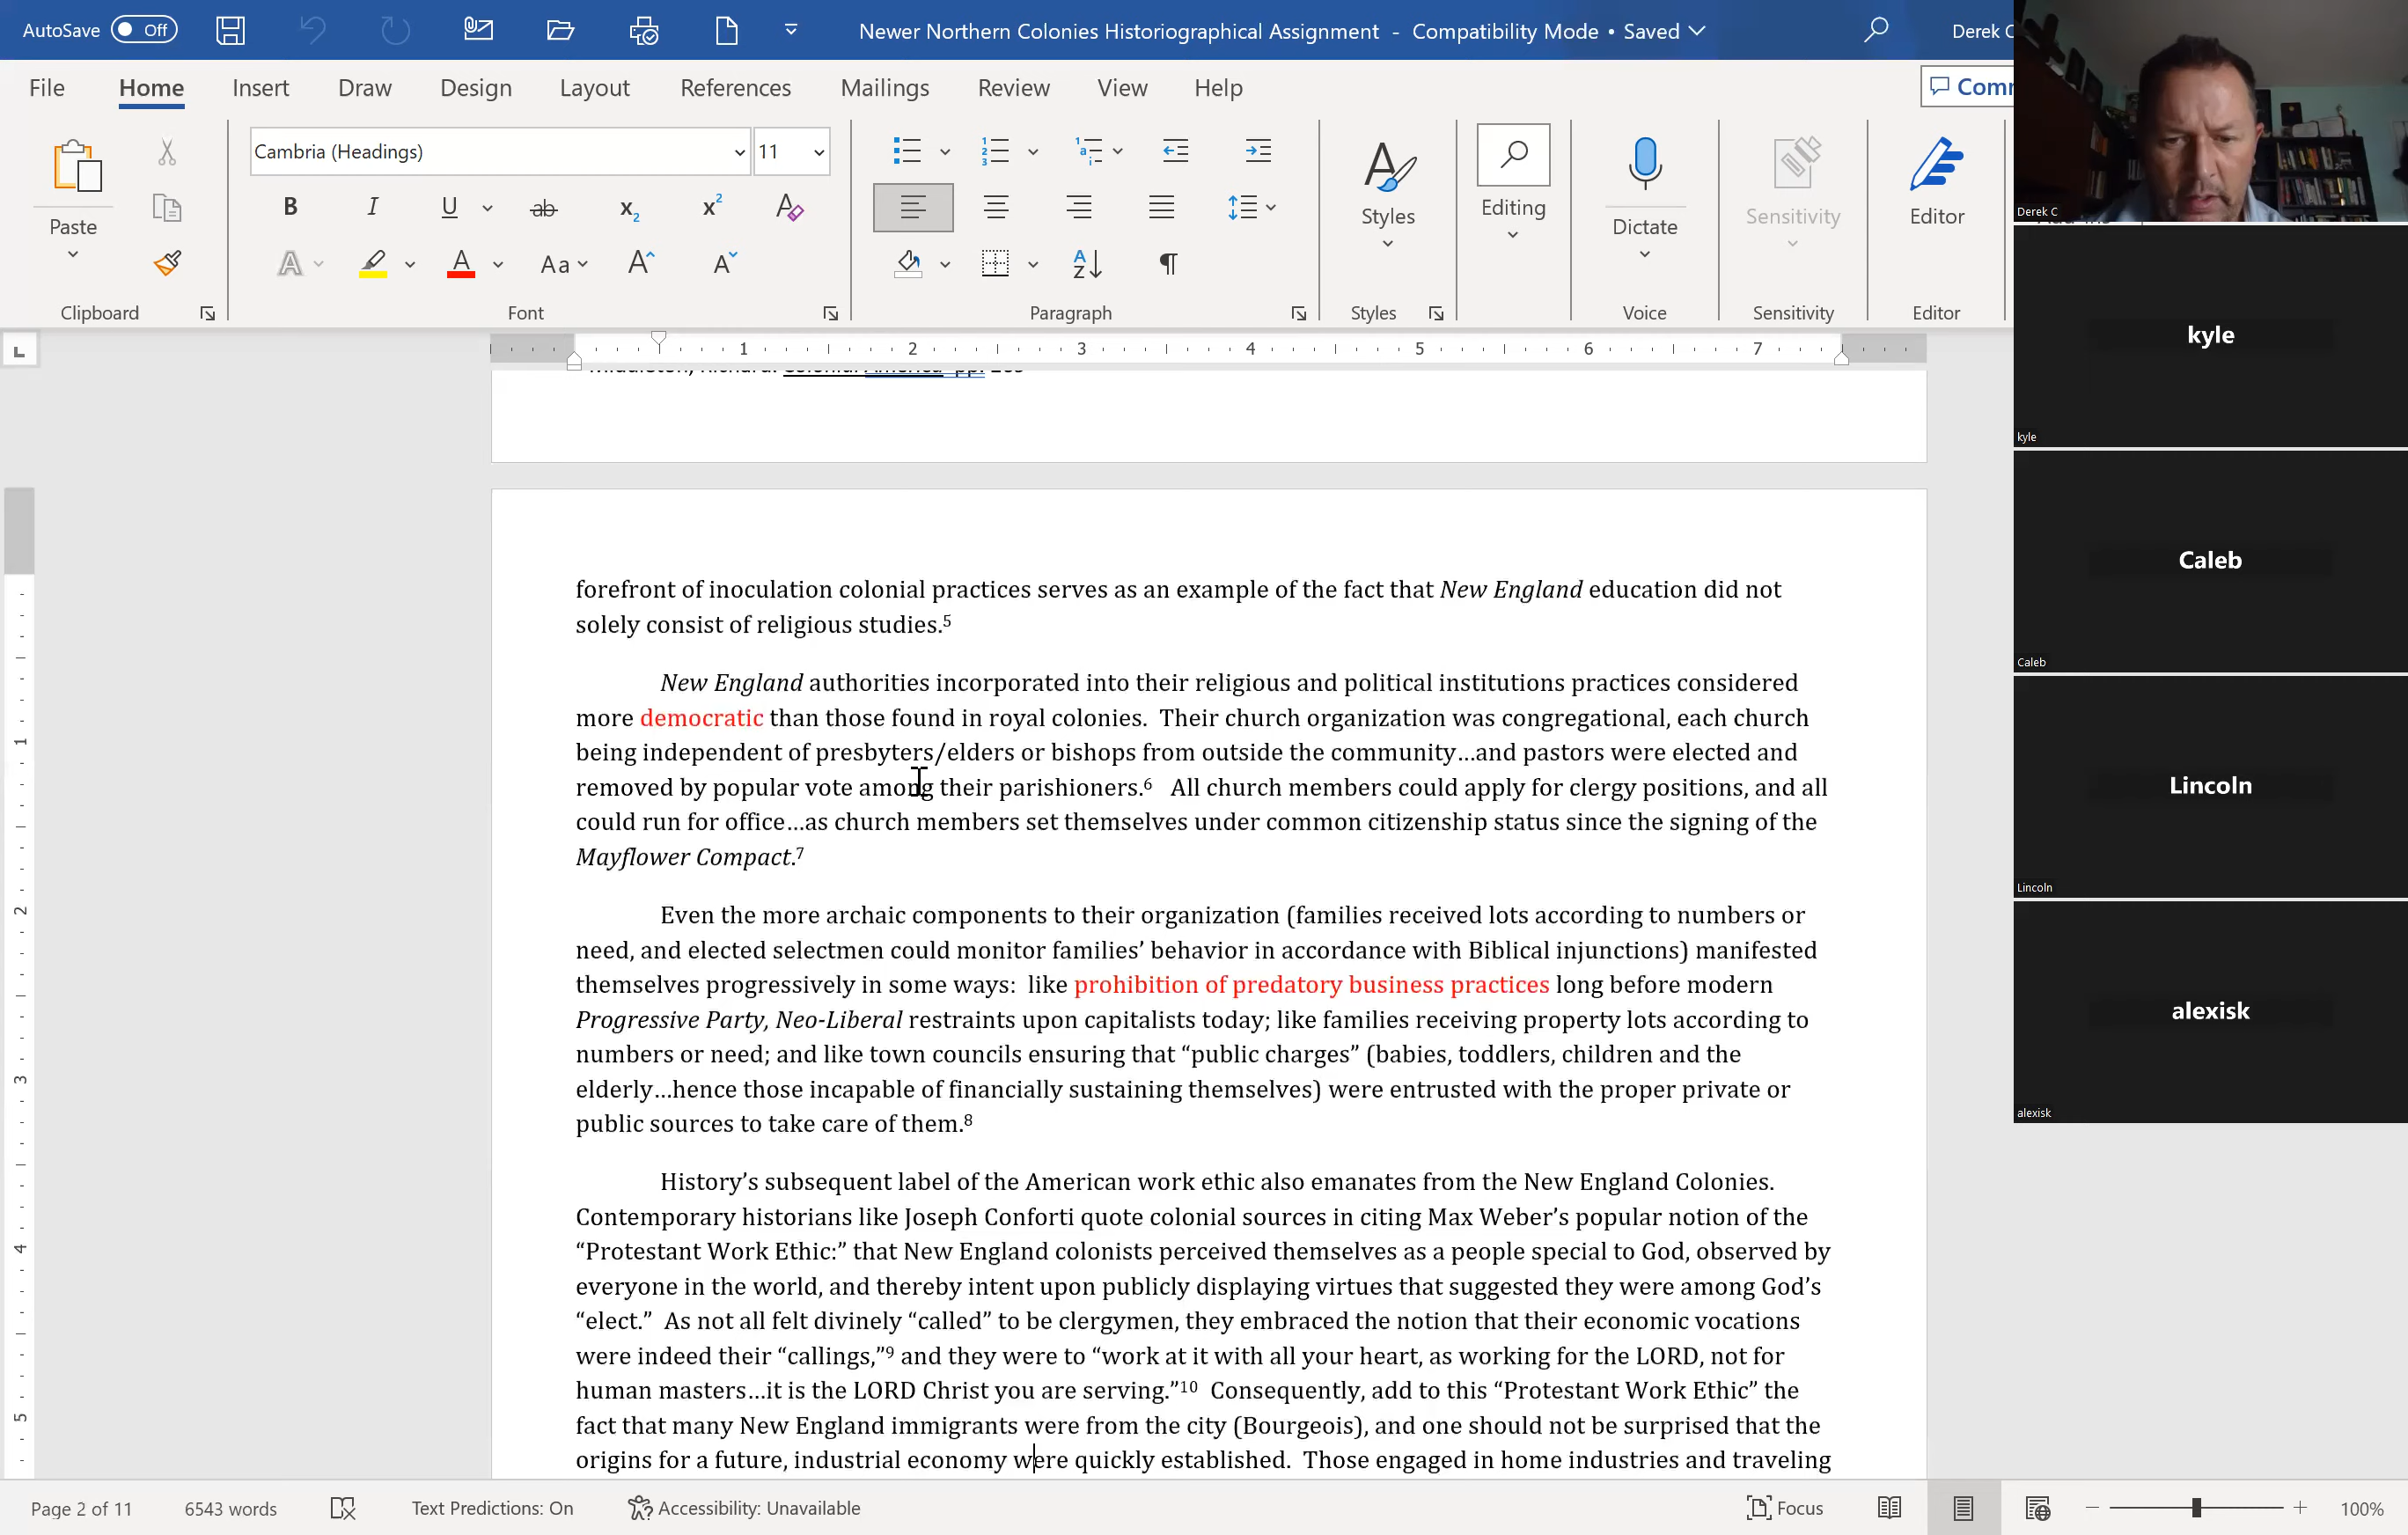 AutoSave Off Newer Northern Colonies Historiographical Assignment - Compatibility Mode • Saved Derek C
File Home Insert Draw Design Layout References Mailings Review View Help Comm
Cambria (Headings) 11
Paste Styles Editing Dictate Sensitivity Editor
Clipboard Font Paragraph Styles Voice Sensitivity Editor
1 2 3 4 5 6 7
forefront of inoculation colonial practices serves as an example of the fact that New England education did not
solely consist of religious studies.5
New England authorities incorporated into their religious and political institutions practices considered
more democratic than those found in royal colonies.  Their church organization was congregational, each church
being independent of presbyters/elders or bishops from outside the community…and pastors were elected and
removed by popular vote among their parishioners.6   All church members could apply for clergy positions, and all
could run for office…as church members set themselves under common citizenship status since the signing of the
Mayflower Compact.7
Even the more archaic components to their organization (families received lots according to numbers or
need, and elected selectmen could monitor families’ behavior in accordance with Biblical injunctions) manifested
themselves progressively in some ways:  like prohibition of predatory business practices long before modern
Progressive Party, Neo-Liberal restraints upon capitalists today; like families receiving property lots according to
numbers or need; and like town councils ensuring that “public charges” (babies, toddlers, children and the
elderly…hence those incapable of financially sustaining themselves) were entrusted with the proper private or
public sources to take care of them.8
History’s subsequent label of the American work ethic also emanates from the New England Colonies.
Contemporary historians like Joseph Conforti quote colonial sources in citing Max Weber’s popular notion of the
“Protestant Work Ethic:” that New England colonists perceived themselves as a people special to God, observed by
everyone in the world, and thereby intent upon publicly displaying virtues that suggested they were among God’s
“elect.”  As not all felt divinely “called” to be clergymen, they embraced the notion that their economic vocations
were indeed their “callings,”9 and they were to “work at it with all your heart, as working for the LORD, not for
human masters…it is the LORD Christ you are serving.”10  Consequently, add to this “Protestant Work Ethic” the
fact that many New England immigrants were from the city (Bourgeois), and one should not be surprised that the
origins for a future, industrial economy were quickly established.  Those engaged in home industries and traveling
1
2
3
4
5
Page 2 of 11 6543 words Text Predictions: On Accessibility: Unavailable Focus 100%
Derek C
kyle
kyle
Caleb
Caleb
Lincoln
Lincoln
alexisk
alexisk